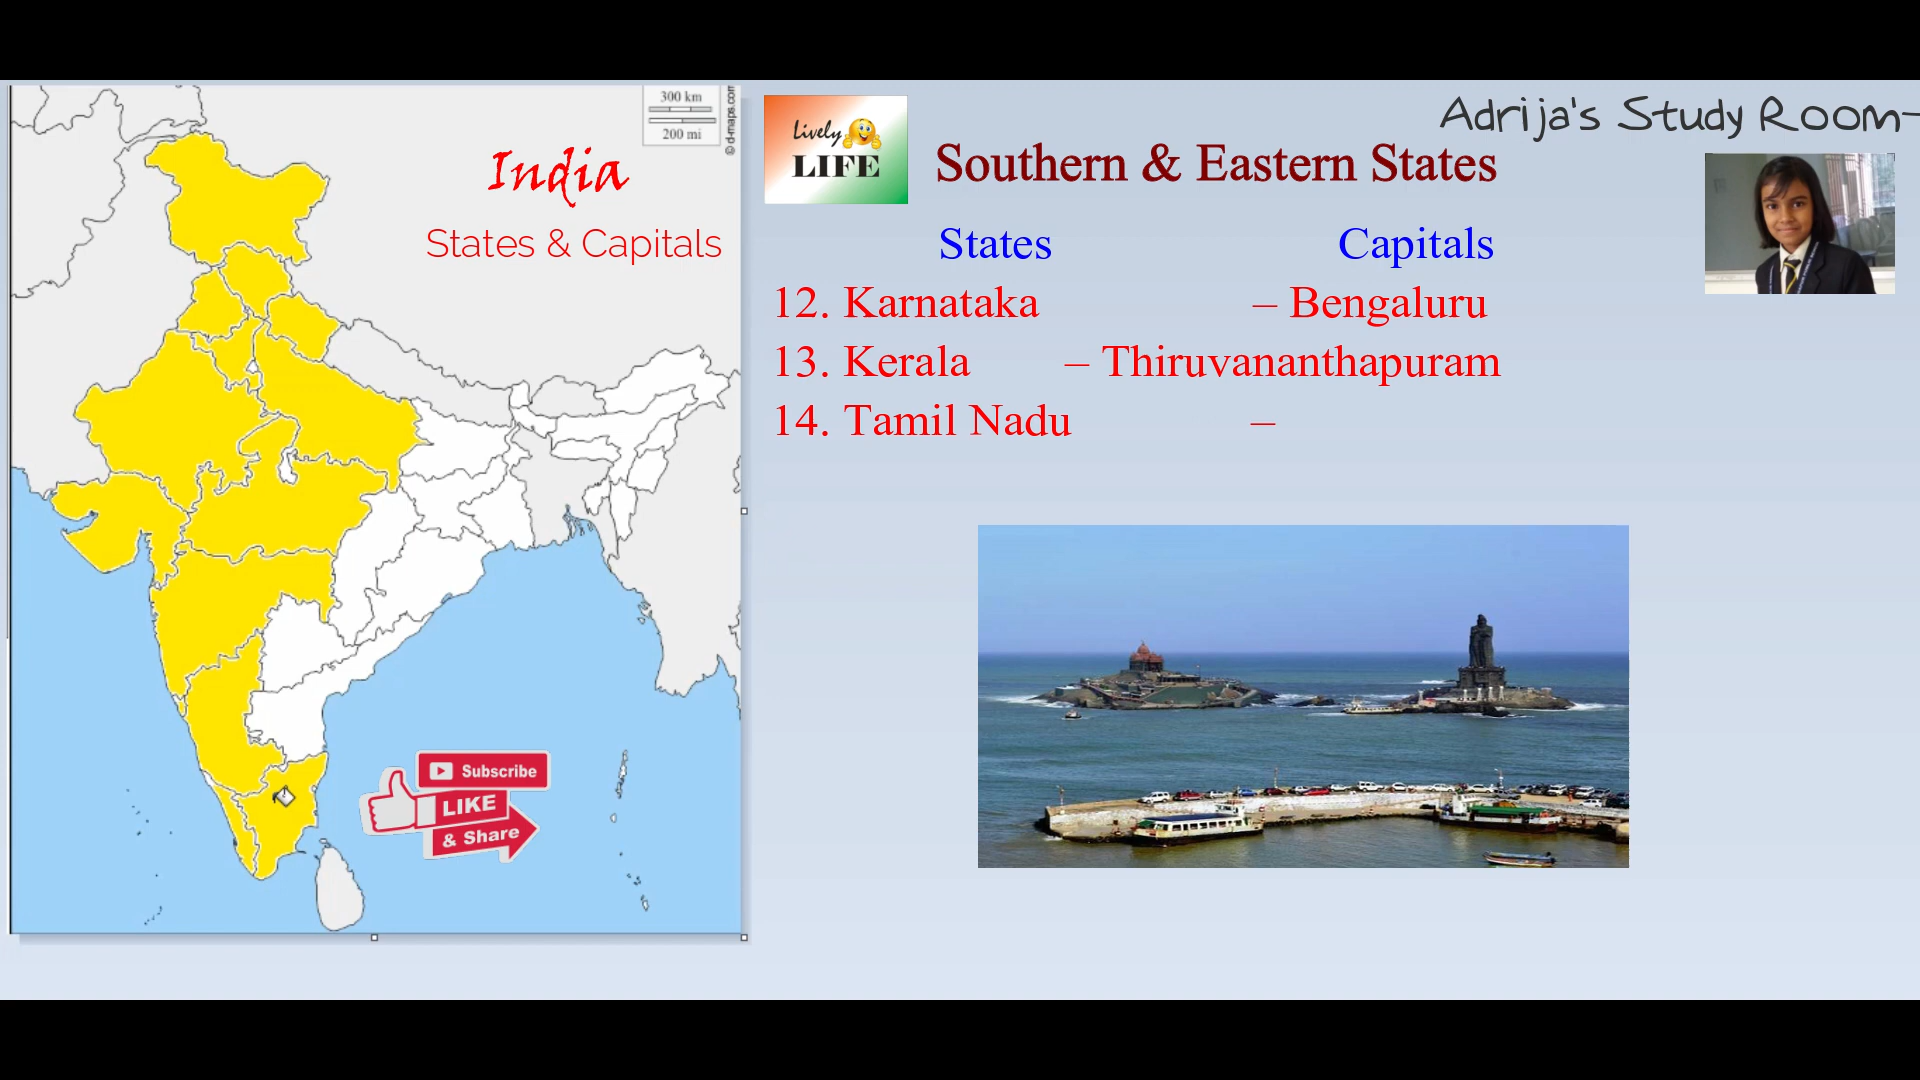 300 km
200 mi
© d-maps.com
India
States & Capitals
Lively
LIFE
Adrija's Study Room-
Southern & Eastern States
States Capitals
12. Karnataka – Bengaluru
13. Kerala – Thiruvananthapuram
14. Tamil Nadu –
Subscribe
LIKE
& Share